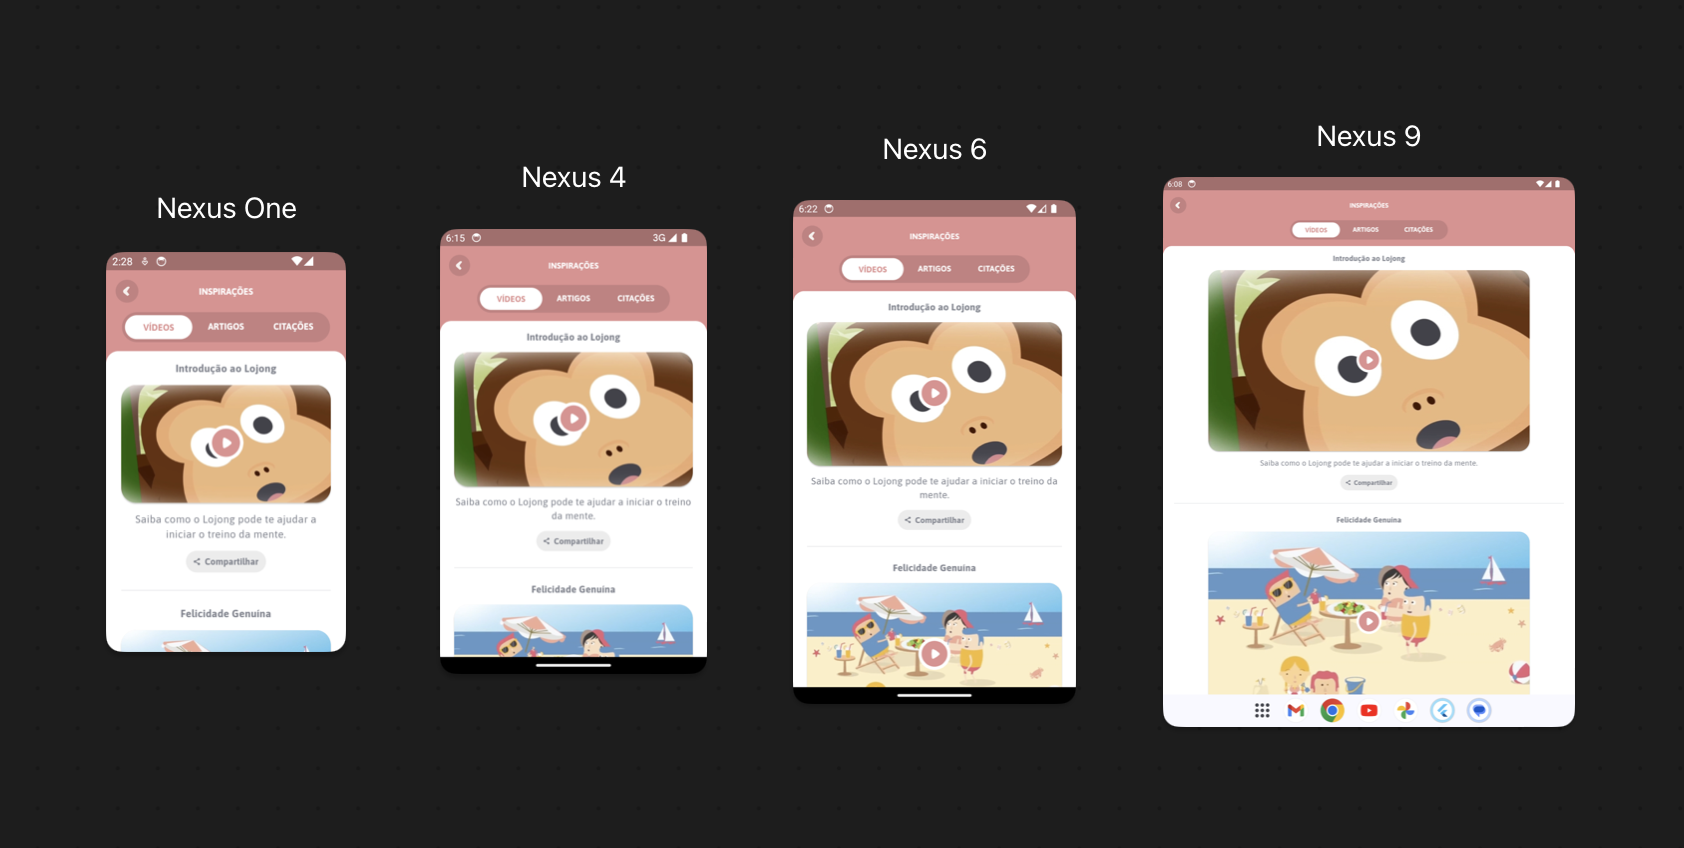 Nexus One
2:28
INSPIRAÇÕES
VÍDEOS ARTIGOS CITAÇÕES
Introdução ao Lojong
Saiba como o Lojong pode te ajudar a
iniciar o treino da mente.
Compartilhar
Felicidade Genuína
Nexus 4
6:15 3G
INSPIRAÇÕES
VÍDEOS ARTIGOS CITAÇÕES
Introdução ao Lojong
Saiba como o Lojong pode te ajudar a iniciar o treino
da mente.
Compartilhar
Felicidade Genuína
Nexus 6
6:22
INSPIRAÇÕES
VÍDEOS ARTIGOS CITAÇÕES
Introdução ao Lojong
Saiba como o Lojong pode te ajudar a iniciar o treino da
mente.
Compartilhar
Felicidade Genuína
Nexus 9
6:08
INSPIRAÇÕES
VÍDEOS ARTIGOS CITAÇÕES
Introdução ao Lojong
Saiba como o Lojong pode te ajudar a iniciar o treino da mente.
Compartilhar
Felicidade Genuína